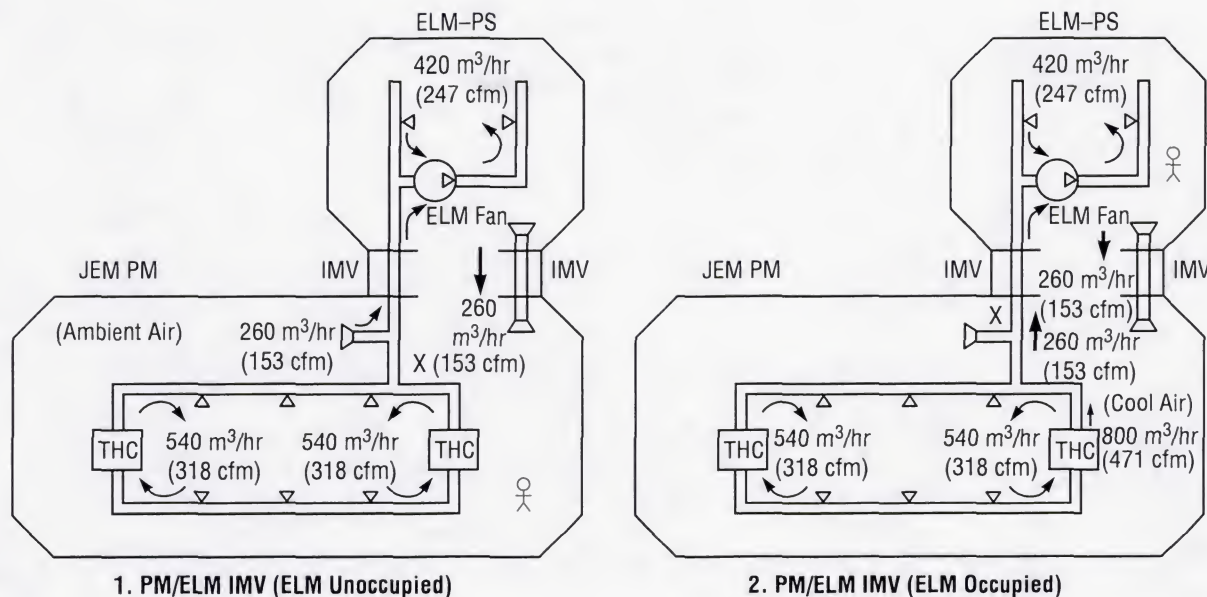 ELM–PS
420 m³/hr
(247 cfm)
ELM Fan
JEM PM
IMV
IMV
(Ambient Air)
260 m³/hr
(153 cfm)
260
m³/hr
X (153 cfm)
THC
540 m³/hr
(318 cfm)
540 m³/hr
(318 cfm)
THC
1. PM/ELM IMV (ELM Unoccupied)
ELM–PS
420 m³/hr
(247 cfm)
ELM Fan
JEM PM
IMV
IMV
260 m³/hr
(153 cfm)
X
260 m³/hr
(153 cfm)
(Cool Air)
THC
540 m³/hr
(318 cfm)
540 m³/hr
(318 cfm)
THC
800 m³/hr
(471 cfm)
2. PM/ELM IMV (ELM Occupied)